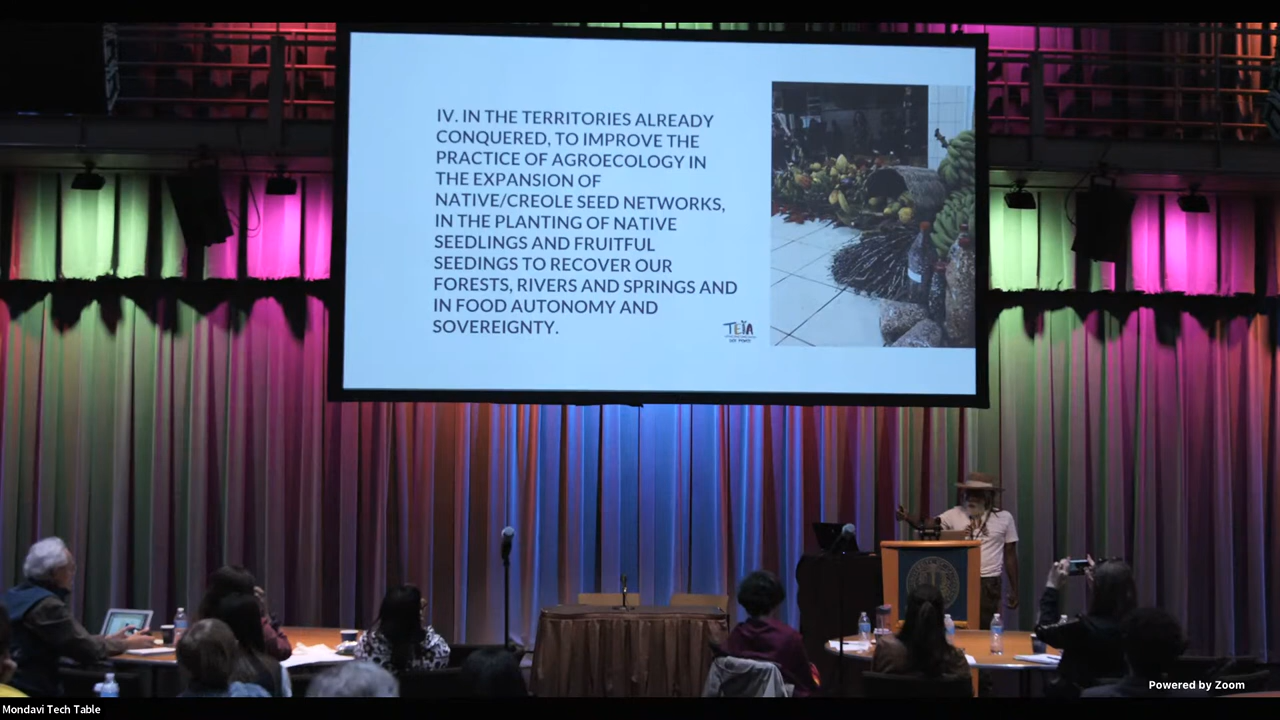 IV. IN THE TERRITORIES ALREADY
CONQUERED, TO IMPROVE THE
PRACTICE OF AGROECOLOGY IN
THE EXPANSION OF
NATIVE/CREOLE SEED NETWORKS,
IN THE PLANTING OF NATIVE
SEEDLINGS AND FRUITFUL
SEEDINGS TO RECOVER OUR
FORESTS, RIVERS AND SPRINGS AND
IN FOOD AUTONOMY AND
SOVEREIGNTY.
TEIA
DOS POVOS
Powered by Zoom
Mondavi Tech Table